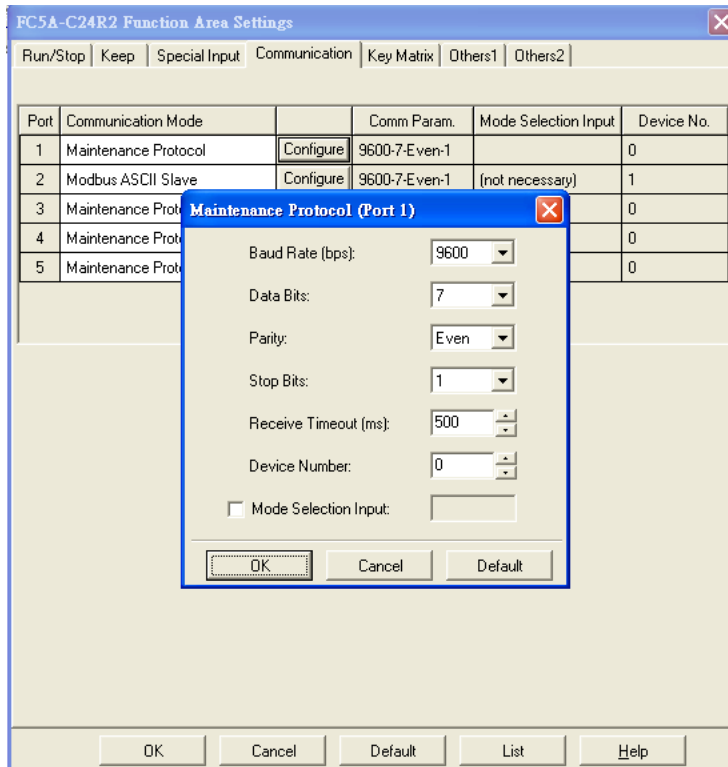 FC5A-C24R2 Function Area Settings
Run/Stop Keep Special Input Communication Key Matrix Others1 Others2
Port Communication Mode Comm Param. Mode Selection Input Device No.
1 Maintenance Protocol Configure 9600-7-Even-1 0
2 Modbus ASCII Slave Configure 9600-7-Even-1 (not necessary) 1
3 Maintenance Proto 0
4 Maintenance Proto 0
5 Maintenance Proto 0
Maintenance Protocol (Port 1)
Baud Rate (bps): 9600
Data Bits: 7
Parity: Even
Stop Bits: 1
Receive Timeout (ms): 500
Device Number: 0
Mode Selection Input:
OK Cancel Default
OK Cancel Default List Help